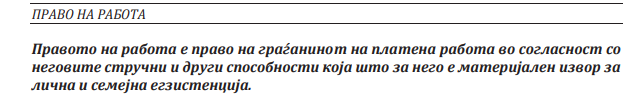 ПРАВО НА РАБОТА
Правото на работа е право на граѓанинот на платена работа во согласност со
неговите стручни и други способности која што за него е материјален извор за
лична и семејна егзистенција.